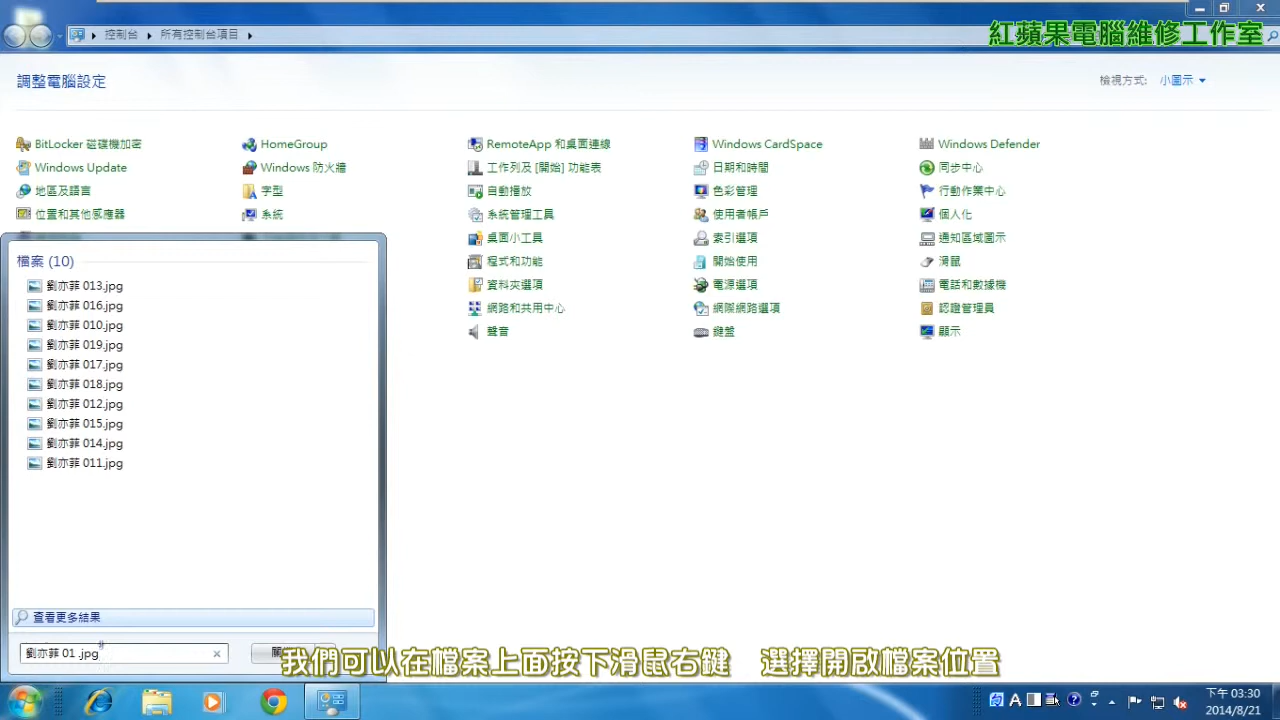 控制台 ▸ 所有控制台項目 ▸
紅蘋果電腦維修工作室
調整電腦設定
檢視方式: 小圖示
BitLocker 磁碟機加密
HomeGroup
RemoteApp 和桌面連線
Windows CardSpace
Windows Defender
Windows Update
Windows 防火牆
工作列及 [開始] 功能表
日期和時間
同步中心
地區及語言
字型
自動播放
色彩管理
行動作業中心
位置和其他感應器
系統
系統管理工具
使用者帳戶
個人化
桌面小工具
索引選項
通知區域圖示
程式和功能
開始使用
滑鼠
資料夾選項
電源選項
電話和數據機
網路和共用中心
網際網路選項
認證管理員
聲音
鍵盤
顯示
檔案 (10)
劉亦菲 013.jpg
劉亦菲 016.jpg
劉亦菲 010.jpg
劉亦菲 019.jpg
劉亦菲 017.jpg
劉亦菲 018.jpg
劉亦菲 012.jpg
劉亦菲 015.jpg
劉亦菲 014.jpg
劉亦菲 011.jpg
查看更多結果
劉亦菲 01 .jpg
我們可以在檔案上面按下滑鼠右鍵 選擇開啟檔案位置
下午 03:30
2014/8/21